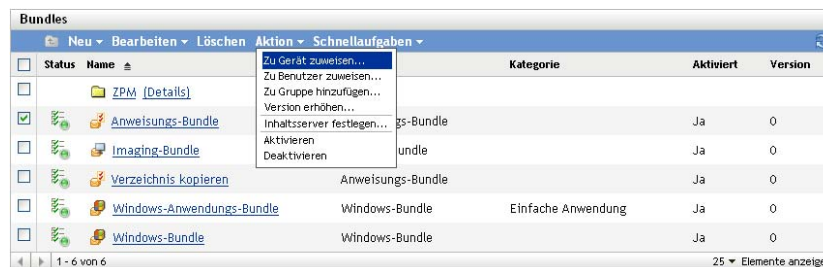 Bundles
Neu Bearbeiten Löschen Aktion Schnellaufgaben
Status Name Kategorie Aktiviert Version
Zu Gerät zuweisen...
Zu Benutzer zuweisen...
Zu Gruppe hinzufügen...
Version erhöhen...
Inhaltsserver festlegen...
Aktivieren
Deaktivieren
ZPM (Details)
Anweisungs-Bundle gs-Bundle Ja 0
Imaging-Bundle undle Ja 0
Verzeichnis kopieren Anweisungs-Bundle Ja 0
Windows-Anwendungs-Bundle Windows-Bundle Einfache Anwendung Ja 0
Windows-Bundle Windows-Bundle Ja 0
1 - 6 von 6 25 Elemente anzeige